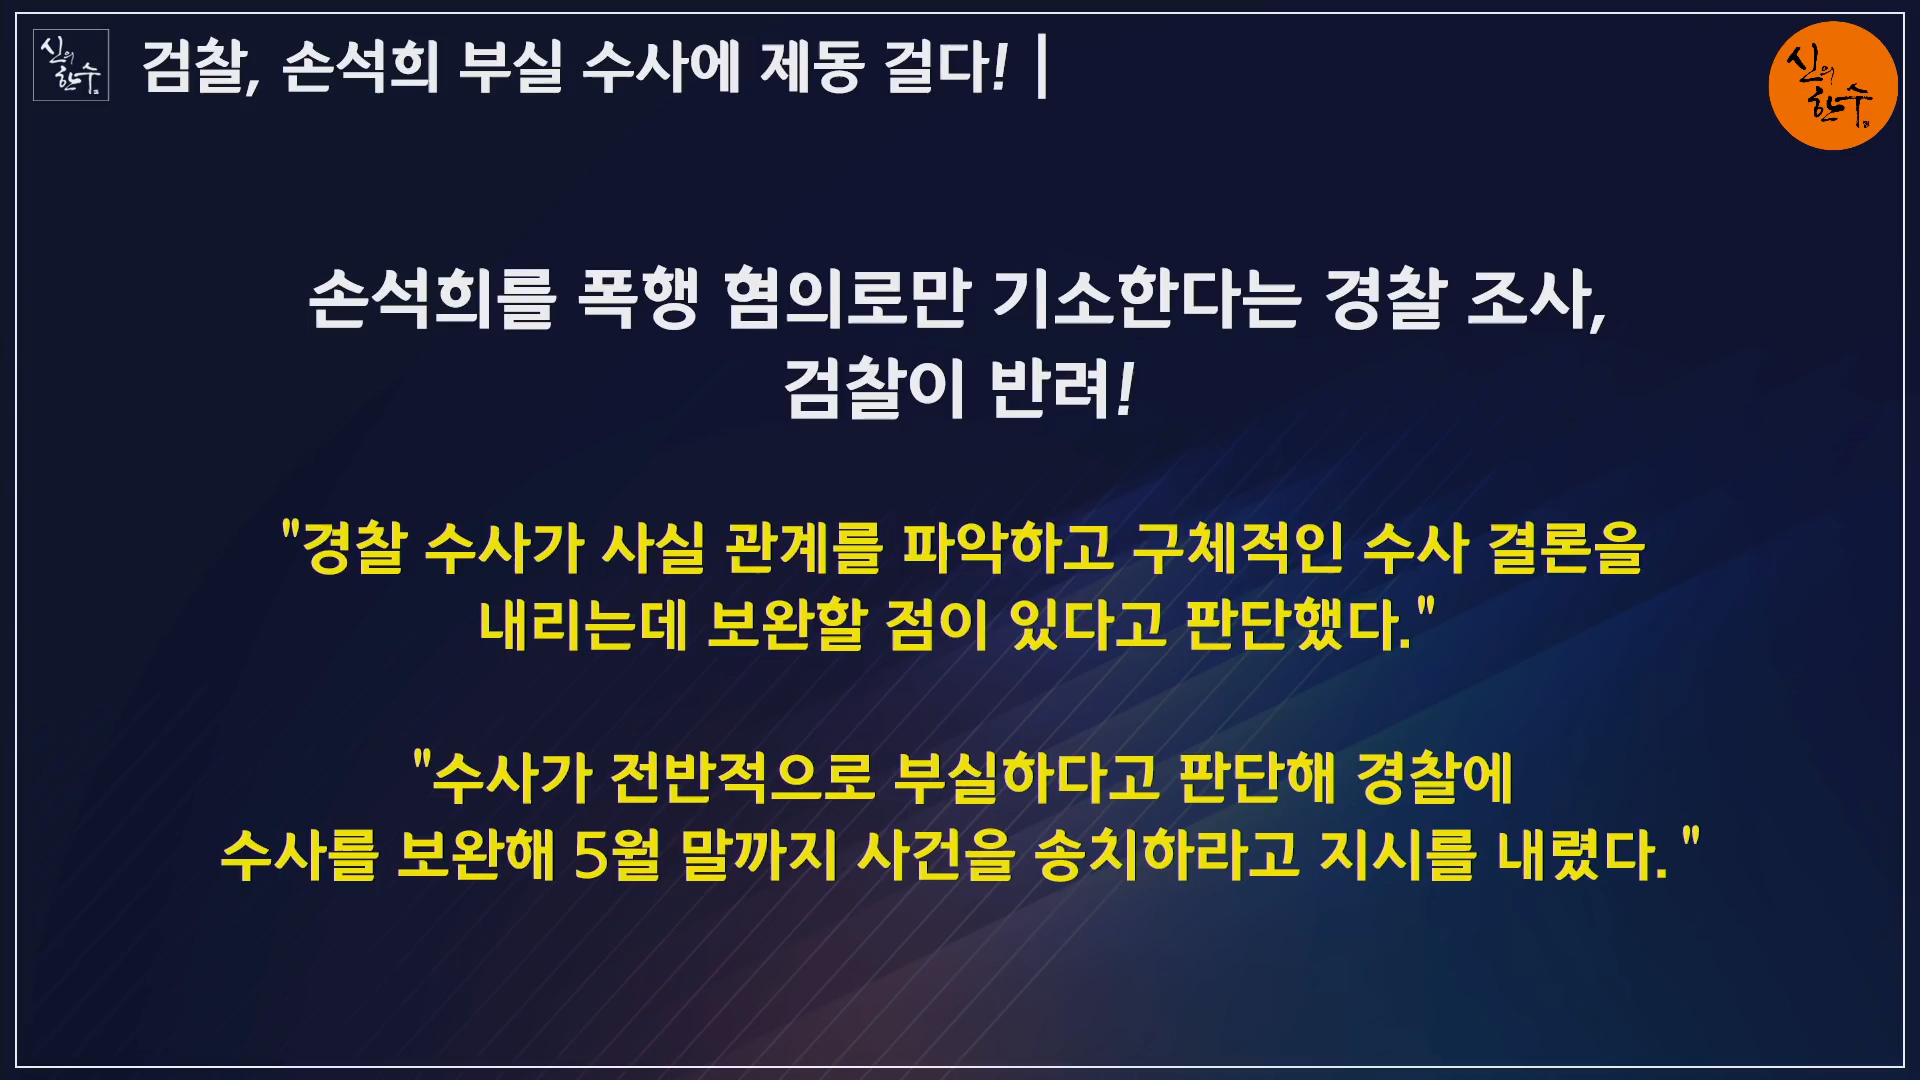 신의
한수
검찰, 손석희 부실 수사에 제동 걸다! |
신의
한수
손석희를 폭행 혐의로만 기소한다는 경찰 조사,
검찰이 반려!
"경찰 수사가 사실 관계를 파악하고 구체적인 수사 결론을
내리는데 보완할 점이 있다고 판단했다."
"수사가 전반적으로 부실하다고 판단해 경찰에
수사를 보완해 5월 말까지 사건을 송치하라고 지시를 내렸다. "